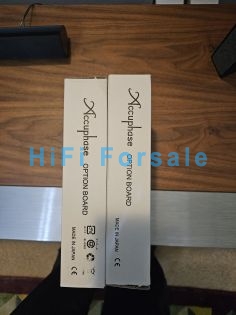 Accuphase OPTION BOARD
MADE IN JAPAN
Accuphase OPTION BOARD
MADE IN JAPAN
HiFi Forsale